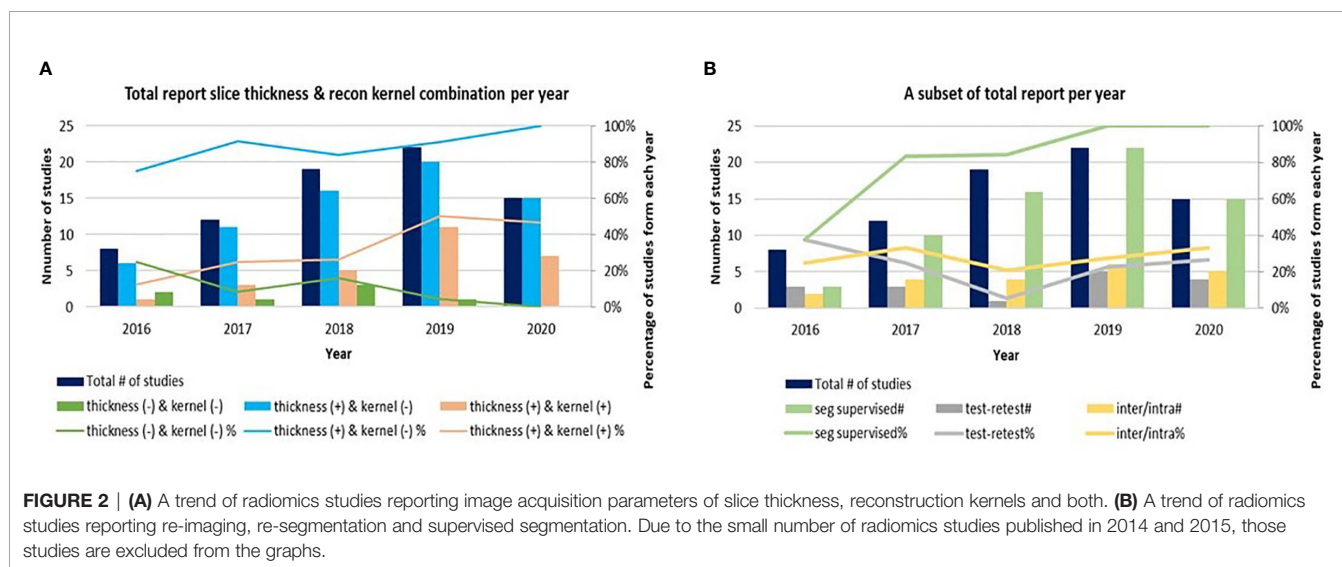 A
Total report slice thickness & recon kernel combination per year
Nnumber of studies
25
20
15
10
5
0
100%
80%
60%
40%
20%
0%
Percentage of studies form each year
2016 2017 2018 2019 2020
Year
Total # of studies
thickness (-) & kernel (-) thickness (+) & kernel (-) thickness (+) & kernel (+)
thickness (-) & kernel (-) % thickness (+) & kernel (-) % thickness (+) & kernel (+) %
B
A subset of total report per year
Nnumber of studies
25
20
15
10
5
0
100%
80%
60%
40%
20%
0%
Percentage of studies form each year
2016 2017 2018 2019 2020
Year
Total # of studies
seg supervised# test-retest# inter/intra#
seg supervised% test-retest% inter/intra%
FIGURE 2 | (A) A trend of radiomics studies reporting image acquisition parameters of slice thickness, reconstruction kernels and both. (B) A trend of radiomics
studies reporting re-imaging, re-segmentation and supervised segmentation. Due to the small number of radiomics studies published in 2014 and 2015, those
studies are excluded from the graphs.